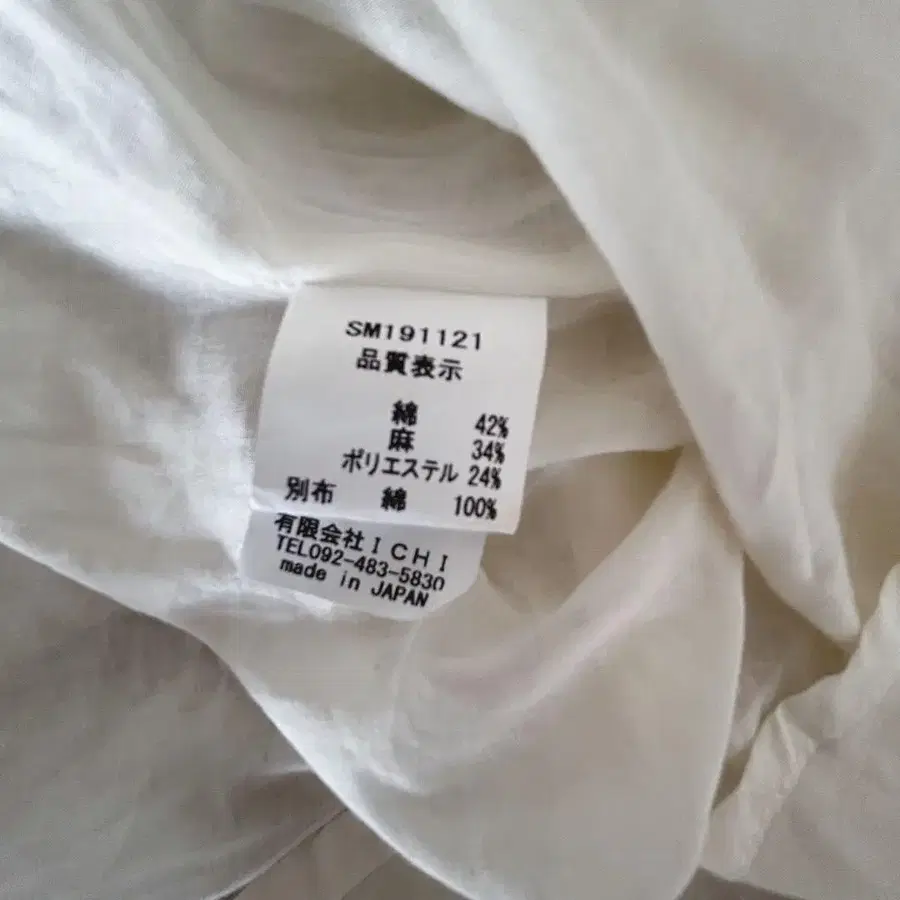 SM191121
品質表示
綿 42%
麻 34%
ポリエステル 24%
別布 綿 100%
有限会社ICHI
TEL092-483-5830
made in JAPAN